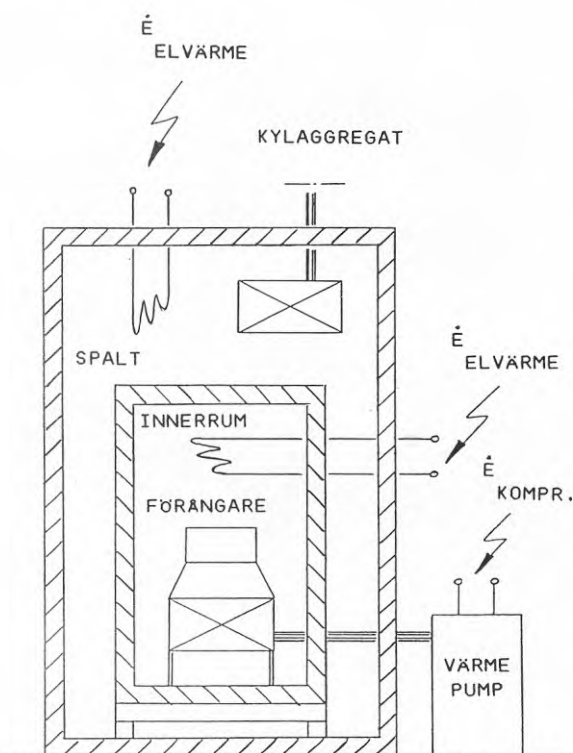 Ė
ELVÄRME
KYLAGGREGAT
SPALT
Ė
ELVÄRME
INNERRUM
Ė
KOMPR.
FÖRÅNGARE
VÄRME
PUMP